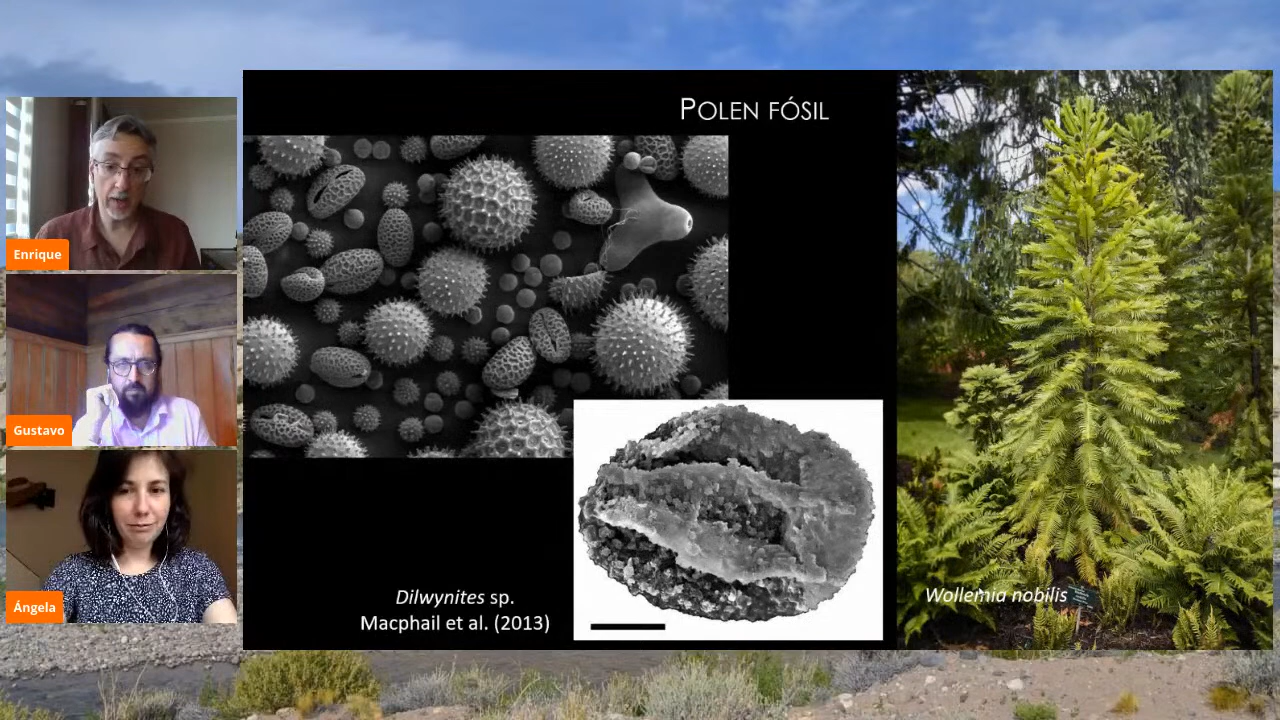 POLEN FÓSIL
Enrique
Gustavo
Ángela
Dilwynites sp.
Macphail et al. (2013)
Wollemia nobilis